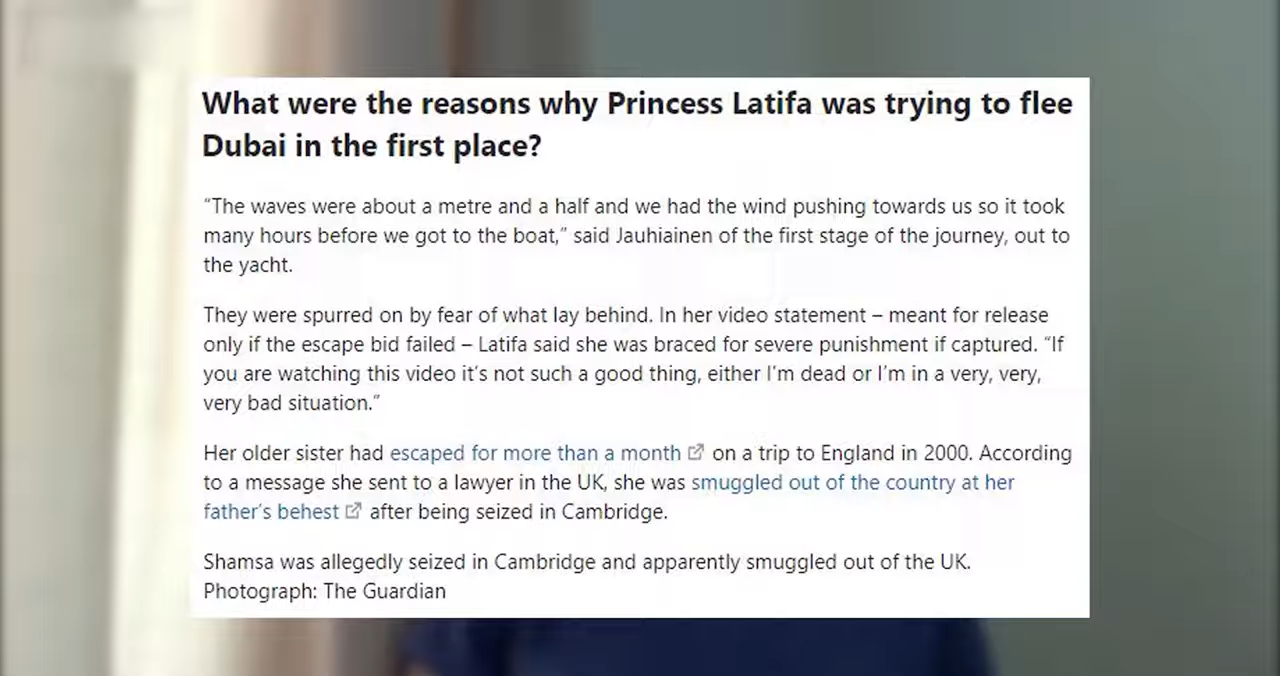 What were the reasons why Princess Latifa was trying to flee
Dubai in the first place?
“The waves were about a metre and a half and we had the wind pushing towards us so it took
many hours before we got to the boat,” said Jauhiainen of the first stage of the journey, out to
the yacht.
They were spurred on by fear of what lay behind. In her video statement – meant for release
only if the escape bid failed – Latifa said she was braced for severe punishment if captured. “If
you are watching this video it’s not such a good thing, either I’m dead or I’m in a very, very,
very bad situation.”
Her older sister had escaped for more than a month on a trip to England in 2000. According
to a message she sent to a lawyer in the UK, she was smuggled out of the country at her
father’s behest after being seized in Cambridge.
Shamsa was allegedly seized in Cambridge and apparently smuggled out of the UK.
Photograph: The Guardian